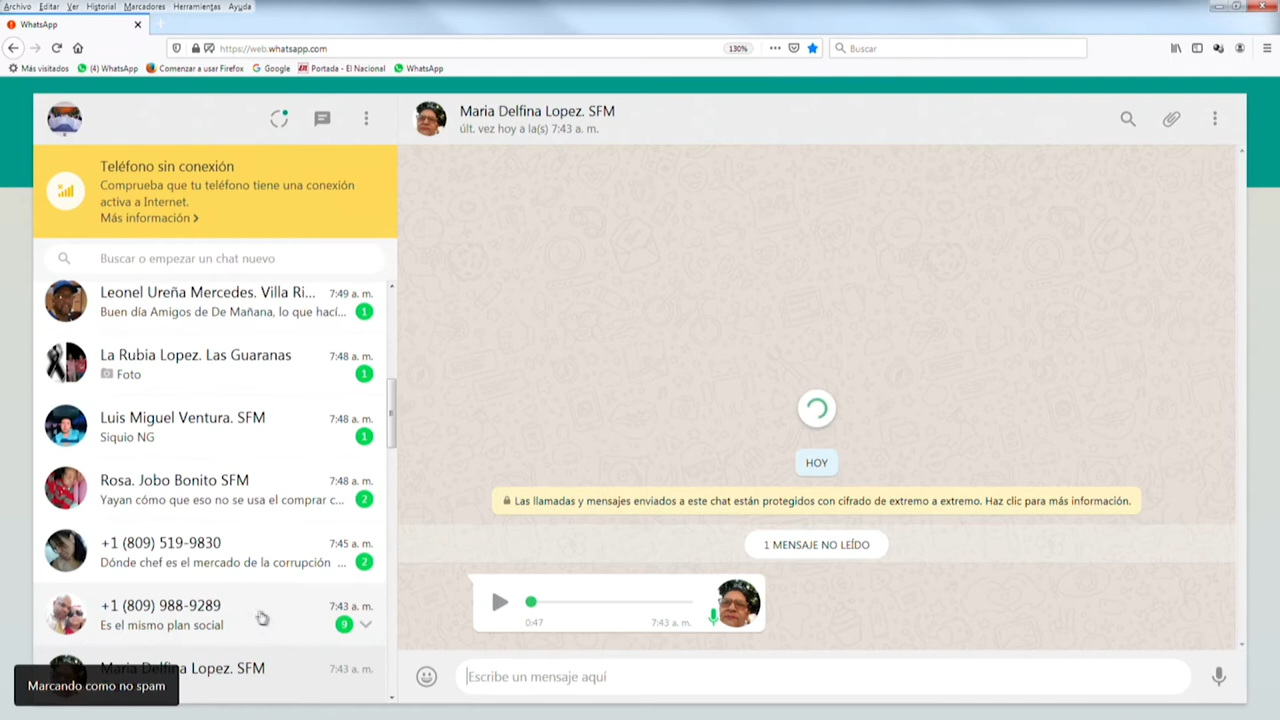 Archivo Editar Ver Historial Marcadores Herramientas Ayuda
WhatsApp
https://web.whatsapp.com
130%
Buscar
Más visitados
(4) WhatsApp
Comenzar a usar Firefox
Google
Portada - El Nacional
WhatsApp
Teléfono sin conexión
Comprueba que tu teléfono tiene una conexión
activa a Internet.
Más información >
Buscar o empezar un chat nuevo
Leonel Ureña Mercedes. Villa Ri... 7:49 a. m.
Buen día Amigos de De Mañana, lo que hací... 1
La Rubia Lopez. Las Guaranas 7:48 a. m.
Foto 1
Luis Miguel Ventura. SFM 7:48 a. m.
Siquio NG 1
Rosa. Jobo Bonito SFM 7:48 a. m.
Yayan cómo que eso no se usa el comprar c... 2
+1 (809) 519-9830 7:45 a. m.
Dónde chef es el mercado de la corrupción ... 2
+1 (809) 988-9289 7:43 a. m.
Es el mismo plan social 9
Maria Delfina Lopez. SFM 7:43 a. m.
Marcando como no spam
Maria Delfina Lopez. SFM
últ. vez hoy a la(s) 7:43 a. m.
HOY
Las llamadas y mensajes enviados a este chat están protegidos con cifrado de extremo a extremo. Haz clic para más información.
1 MENSAJE NO LEÍDO
0:47 7:43 a. m.
Escribe un mensaje aquí